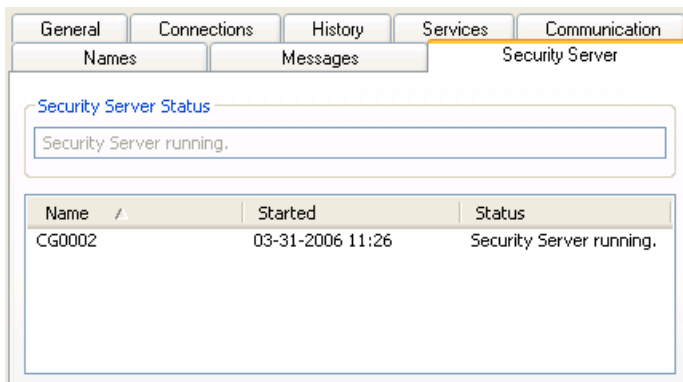 General Connections History Services Communication
Names Messages Security Server
Security Server Status
Security Server running.
Name Started Status
CG0002 03-31-2006 11:26 Security Server running.